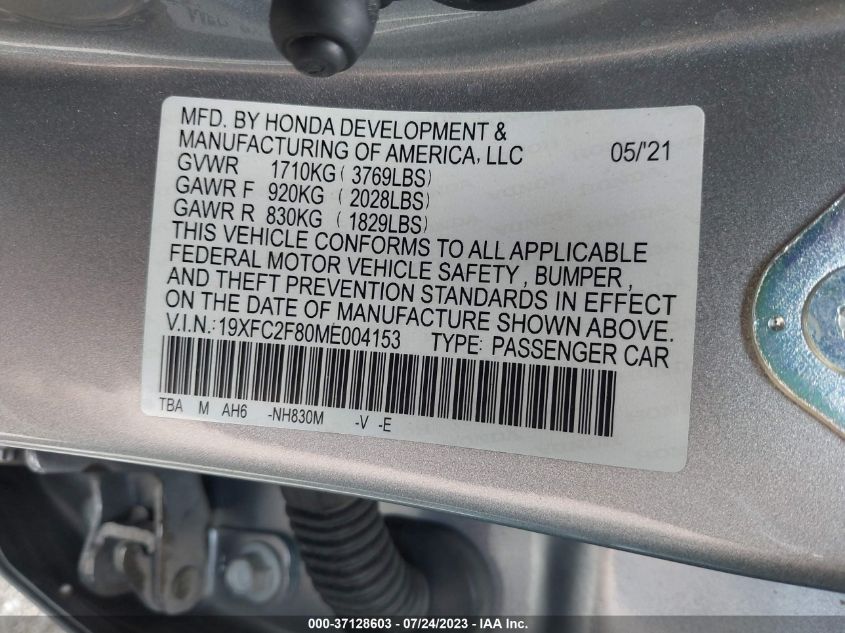 MFD. BY HONDA DEVELOPMENT &
MANUFACTURING OF AMERICA, LLC 05/'21
GVWR 1710KG ( 3769LBS)
GAWR F 920KG ( 2028LBS)
GAWR R 830KG ( 1829LBS)
THIS VEHICLE CONFORMS TO ALL APPLICABLE
FEDERAL MOTOR VEHICLE SAFETY , BUMPER ,
AND THEFT PREVENTION STANDARDS IN EFFECT
ON THE DATE OF MANUFACTURE SHOWN ABOVE.
V.I.N.:19XFC2F80ME004153 TYPE: PASSENGER CAR
TBA M AH6 -NH830M -V -E
000-37128603 / 07/24/2023 / IAA Inc.